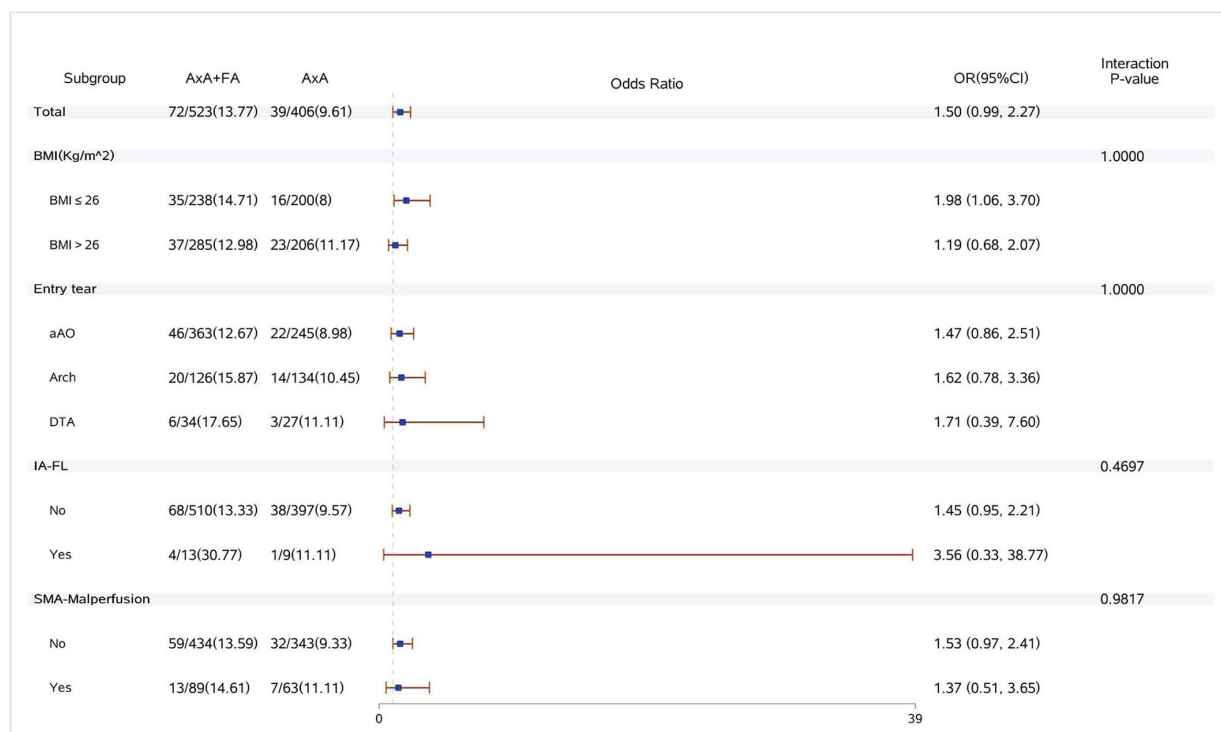 Subgroup AxA+FA AxA Odds Ratio OR(95%CI) Interaction P-value
Total 72/523(13.77) 39/406(9.61) 1.50 (0.99, 2.27)
BMI(Kg/m^2) 1.0000
BMI ≤ 26 35/238(14.71) 16/200(8) 1.98 (1.06, 3.70)
BMI > 26 37/285(12.98) 23/206(11.17) 1.19 (0.68, 2.07)
Entry tear 1.0000
aAO 46/363(12.67) 22/245(8.98) 1.47 (0.86, 2.51)
Arch 20/126(15.87) 14/134(10.45) 1.62 (0.78, 3.36)
DTA 6/34(17.65) 3/27(11.11) 1.71 (0.39, 7.60)
IA-FL 0.4697
No 68/510(13.33) 38/397(9.57) 1.45 (0.95, 2.21)
Yes 4/13(30.77) 1/9(11.11) 3.56 (0.33, 38.77)
SMA-Malperfusion 0.9817
No 59/434(13.59) 32/343(9.33) 1.53 (0.97, 2.41)
Yes 13/89(14.61) 7/63(11.11) 1.37 (0.51, 3.65)
0 39